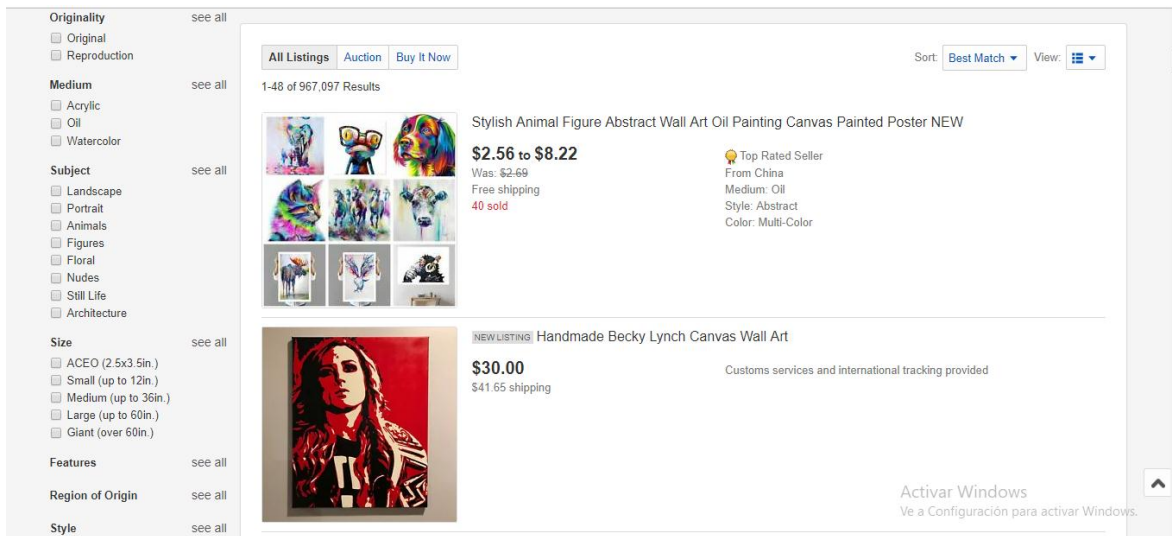 Originality see all
Original
Reproduction
Medium see all
Acrylic
Oil
Watercolor
Subject see all
Landscape
Portrait
Animals
Figures
Floral
Nudes
Still Life
Architecture
Size see all
ACEO (2.5x3.5in.)
Small (up to 12in.)
Medium (up to 36in.)
Large (up to 60in.)
Giant (over 60in.)
Features see all
Region of Origin see all
Style see all
All Listings Auction Buy It Now
Sort: Best Match View:
1-48 of 967,097 Results
Stylish Animal Figure Abstract Wall Art Oil Painting Canvas Painted Poster NEW
$2.56 to $8.22
Was: $2.69
Free shipping
40 sold
Top Rated Seller
From China
Medium: Oil
Style: Abstract
Color: Multi-Color
NEW LISTING Handmade Becky Lynch Canvas Wall Art
$30.00
$41.65 shipping
Customs services and international tracking provided
Activar Windows
Ve a Configuración para activar Windows.